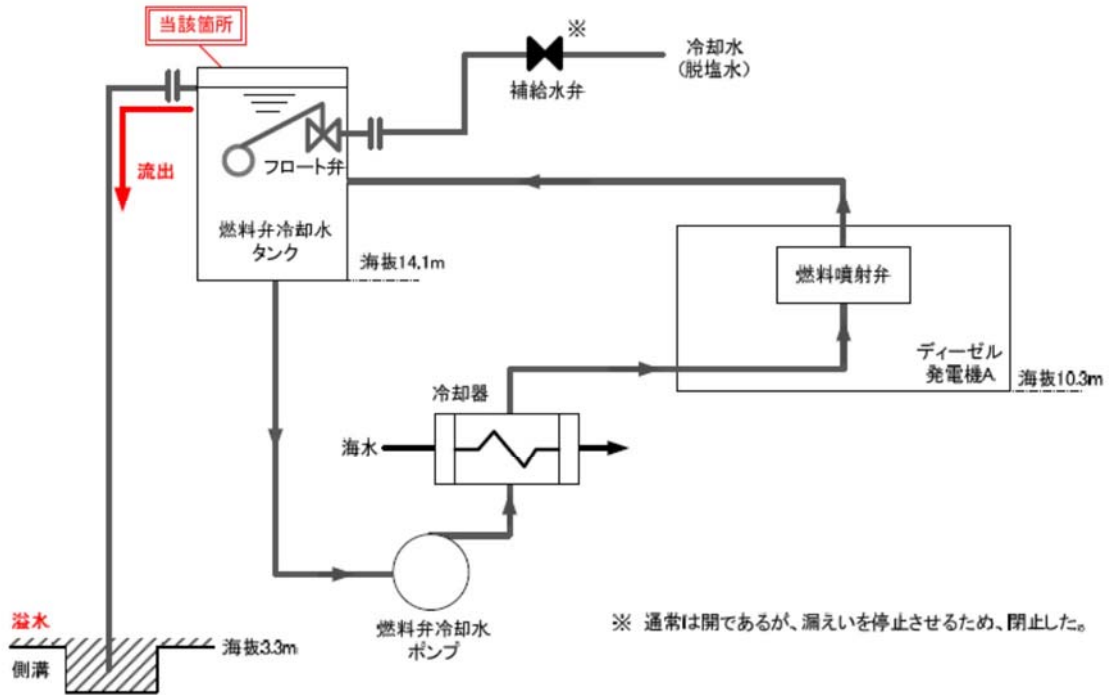 当該箇所
※
冷却水
(脱塩水)
補給水弁
フロート弁
流出
燃料弁冷却水
タンク
海抜14.1m
燃料噴射弁
ディーゼル
発電機A
海抜10.3m
冷却器
海水
燃料弁冷却水
ポンプ
溢水
海抜3.3m
側溝
※ 通常は開であるが、漏えいを停止させるため、閉止した。